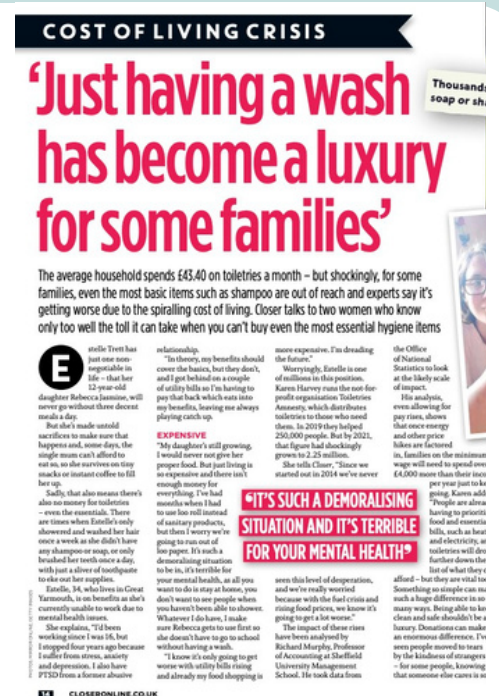 COST OF LIVING CRISIS
'Just having a wash
has become a luxury
for some families'
Thousands
soap or sh
The average household spends £43.40 on toiletries a month – but shockingly, for some
families, even the most basic items such as shampoo are out of reach and experts say it's
getting worse due to the spiralling cost of living. Closer talks to two women who know
only too well the toll it can take when you can't buy even the most essential hygiene items
Estelle Trett has
just one non-
negotiable in
life – that her
12-year-old
daughter Rebecca Jasmine, will
never go without three decent
meals a day.
But she's made untold
sacrifices to make sure that
happens and, some days, the
single mum can't afford to
eat so, so she survives on tiny
snacks or instant coffee to fill
her up.
Sadly, that also means there's
also no money for toiletries
– even the essentials. There
are times when Estelle's only
showered and washed her hair
once a week as she didn't have
any shampoo or soap, or only
brushed her teeth once a day,
with just a sliver of toothpaste
to eke out her supplies.
Estelle, 34, who lives in Great
Yarmouth, is on benefits as she's
currently unable to work due to
mental health issues.
She explains, "I'd been
working since I was 16, but
I stopped four years ago because
I suffer from stress, anxiety
and depression. I also have
PTSD from a former abusive
relationship.
"In theory, my benefits should
cover the basics, but they don't,
and I got behind on a couple
of utility bills so I'm having to
pay that back which eats into
my benefits, leaving me always
playing catch up.
EXPENSIVE
"My daughter's still growing,
I would never not give her
proper food. But just living is
so expensive and there isn't
enough money for
everything. I've had
months when I had
to use loo roll instead
of sanitary products,
but then I worry we're
going to run out of
loo paper. It's such a
demoralising situation
to be in, it's terrible for
your mental health, as all you
want to do is stay at home, you
don't want to see people when
you haven't been able to shower.
Whatever I do have, I make
sure Rebecca gets to use first so
she doesn't have to go to school
without having a wash.
"I know it's only going to get
worse with utility bills rising
and already my food shopping is
more expensive. I'm dreading
the future."
Worryingly, Estelle is one
of millions in this position.
Karen Harvey runs the not-for-
profit organisation Toiletries
Amnesty, which distributes
toiletries to those who need
them. In 2019 they helped
250,000 people. But by 2021,
that figure had shockingly
grown to 2.25 million.
She tells Closer, "Since we
started out in 2014 we've never
"IT'S SUCH A DEMORALISING
SITUATION AND IT'S TERRIBLE
FOR YOUR MENTAL HEALTH"
seen this level of desperation,
and we're really worried
because with the fuel crisis and
rising food prices, we know it's
going to get a lot worse."
The impact of these rises
have been analysed by
Richard Murphy, Professor
of Accounting at Sheffield
University Management
School. He took data from
the Office
of National
Statistics to look
at the likely scale
of impact.
His analysis,
even allowing for
pay rises, shows
that once energy
and other price
hikes are factored
in, families on the minimum
wage will need to spend over
£4,000 more than their inco
per year just to ke
going. Karen add
"People are alrea
having to prioriti
food and essentia
bills, such as heat
and electricity, as
toiletries will dro
further down the
list of what they c
afford – but they are vital to
Something so simple can ma
such a huge difference in so
many ways. Being able to ke
clean and safe shouldn't be a
luxury. Donations can make
an enormous difference. I've
seen people moved to tears
by the kindness of strangers
– for some people, knowing
that someone else cares is so
14 CLOSERONLINE.CO.UK